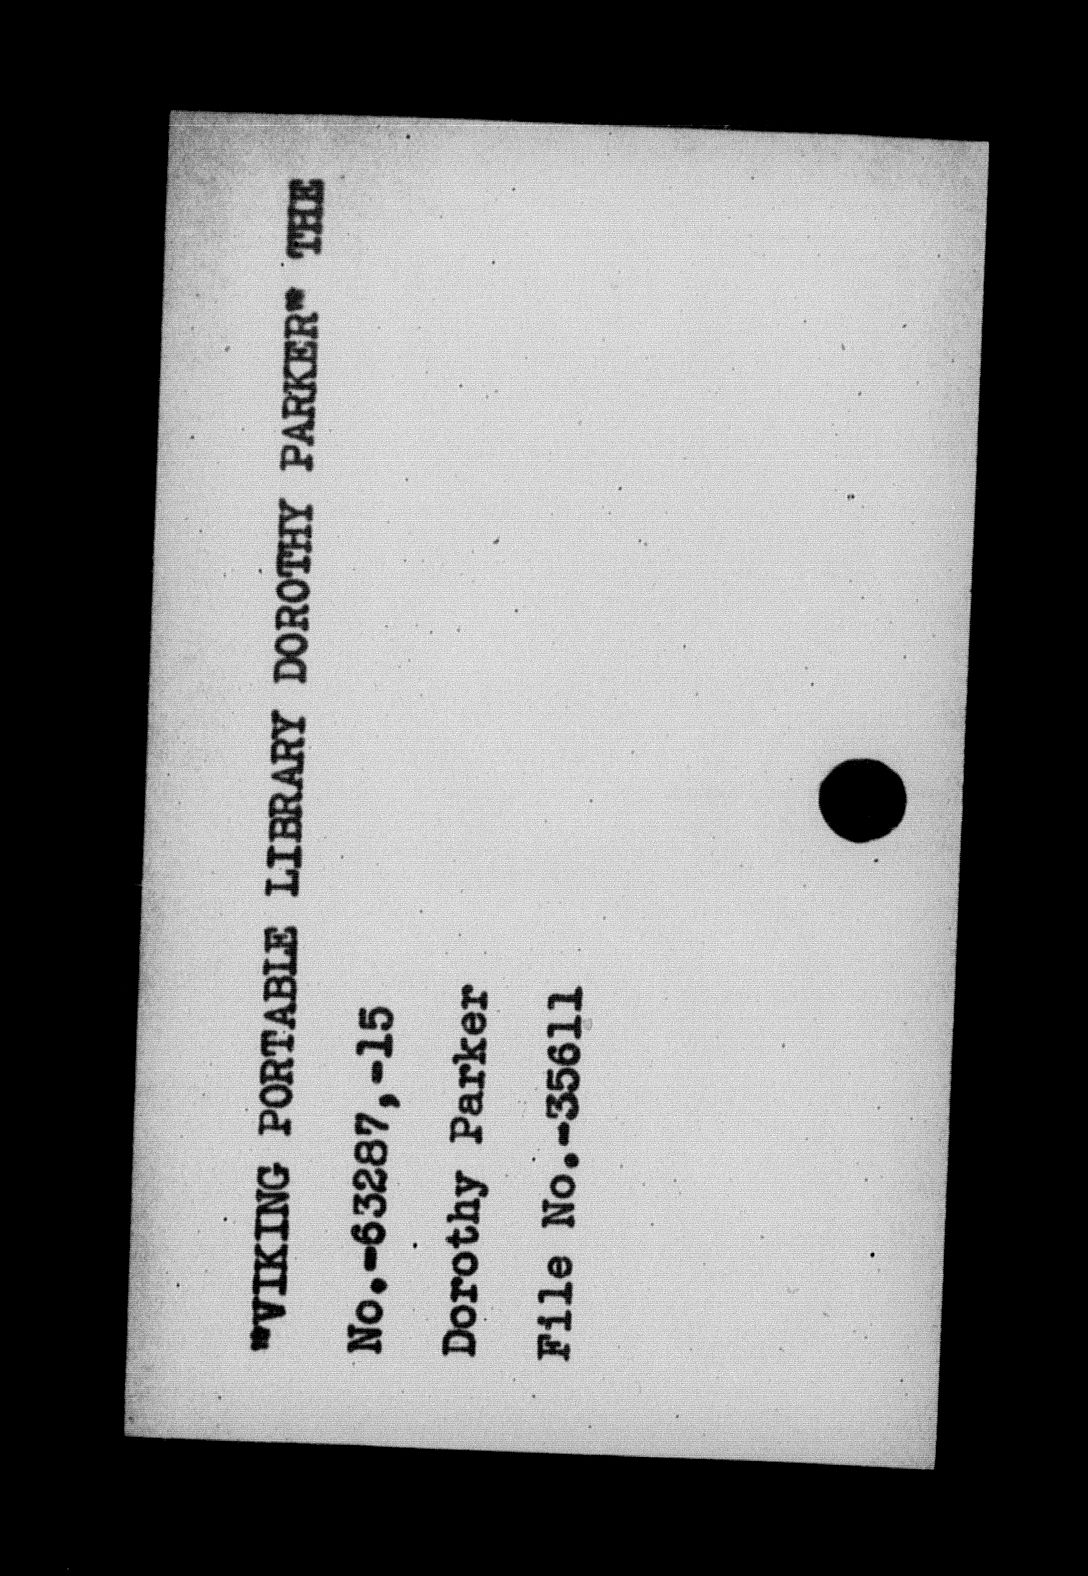 "VIKING PORTABLE LIBRARY DOROTHY PARKER" THE
No.-63287,-15
Dorothy Parker
File No.-35611